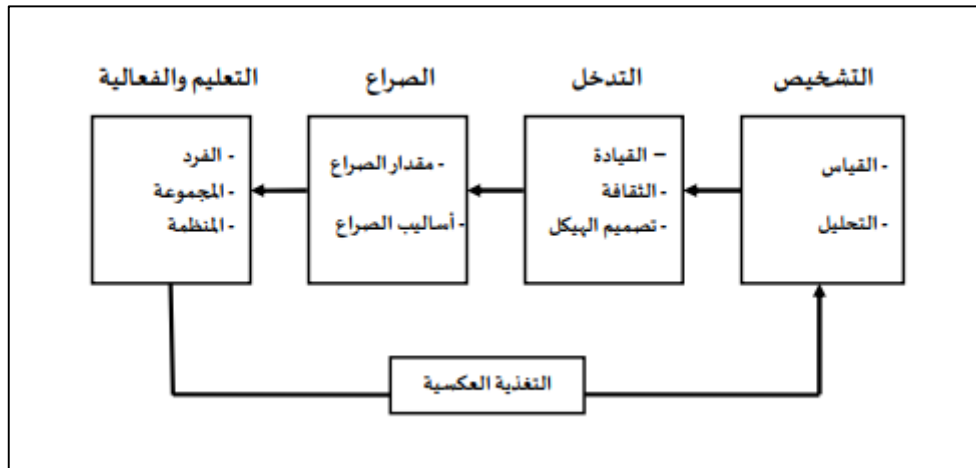 التشخيص
التدخل
الصراع
التعليم والفعالية
- القياس
- التحليل
– القيادة
- الثقافة
- تصميم الهيكل
- مقدار الصراع
- أساليب الصراع
- الفرد
- المجموعة
- المنظمة
التغذية العكسية